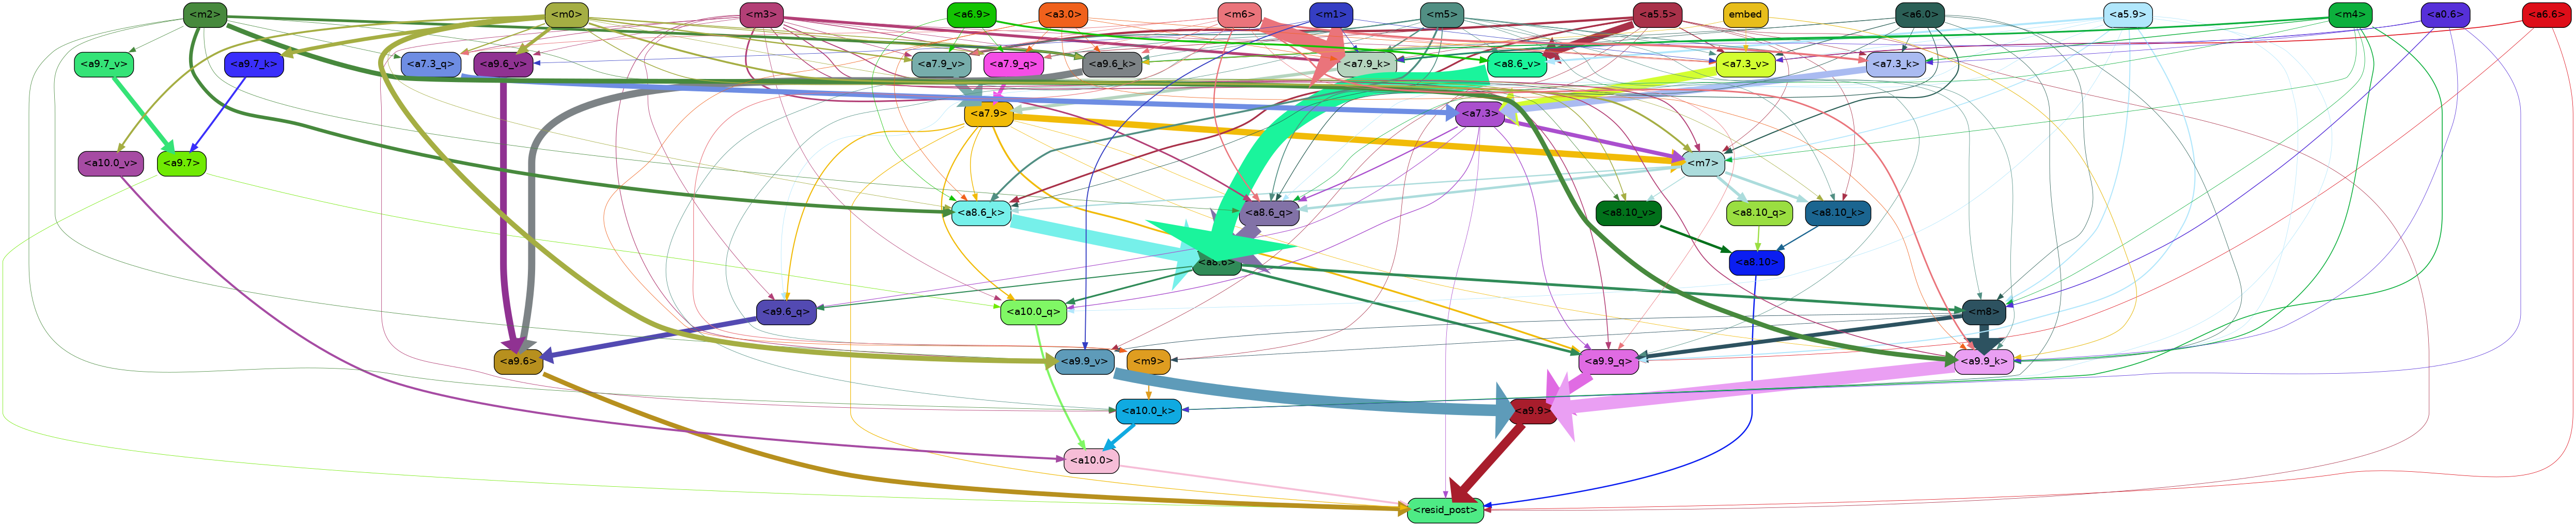 <m2> <m0> <m3> <a6.9> <a3.0> <m6> <m1> <m5> <a5.5> embed <a6.0> <a5.9> <m4> <a0.6> <a6.6>
<a9.7_v> <a9.7_k> <a7.3_q> <a9.6_v> <a7.9_v> <a7.9_q> <a9.6_k> <a7.9_k> <a8.6_v> <a7.3_v> <a7.3_k>
<a7.9> <a7.3>
<a10.0_v> <a9.7> <m7>
<a8.6_k> <a8.6_q> <a8.10_v> <a8.10_q> <a8.10_k>
<a8.6> <a8.10>
<a9.6_q> <a10.0_q> <m8>
<a9.6> <a9.9_v> <m9> <a9.9_q> <a9.9_k>
<a10.0_k> <a9.9>
<a10.0>
<resid_post>